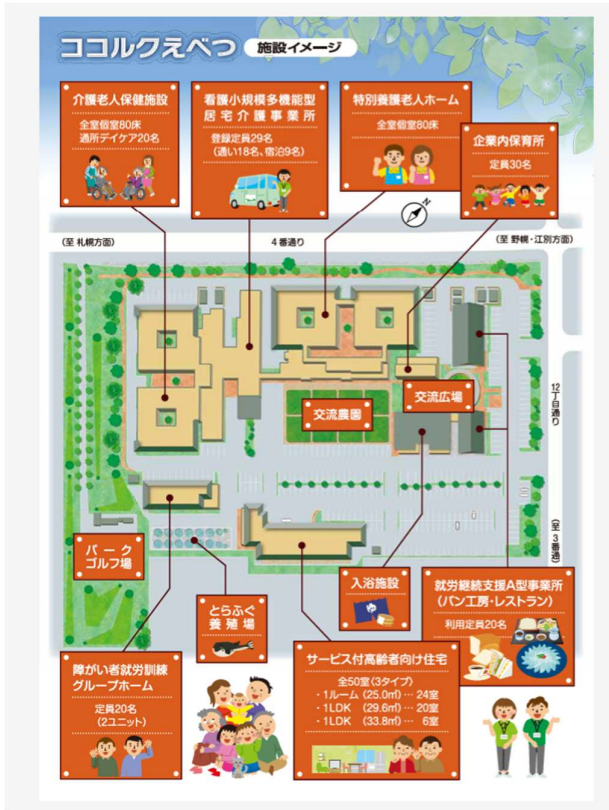 ココルクえべつ 施設イメージ
介護老人保健施設
全室個室80床
通所デイケア20名
看護小規模多機能型
居宅介護事業所
登録定員29名
(通い18名、宿泊9名)
特別養護老人ホーム
全室個室80床
企業内保育所
定員30名
N
(至 札幌方面)
4番通り
(至 野幌・江別方面)
12丁目通り
(至 3番通)
交流農園
交流広場
パーク
ゴルフ場
とらふぐ
養殖場
入浴施設
就労継続支援A型事業所
(パン工房・レストラン)
利用定員20名
障がい者就労訓練
グループホーム
定員20名
(2ユニット)
サービス付高齢者向け住宅
全50室(3タイプ)
・1ルーム (25.0㎡)… 24室
・1LDK (29.6㎡)… 20室
・1LDK (33.8㎡)… 6室